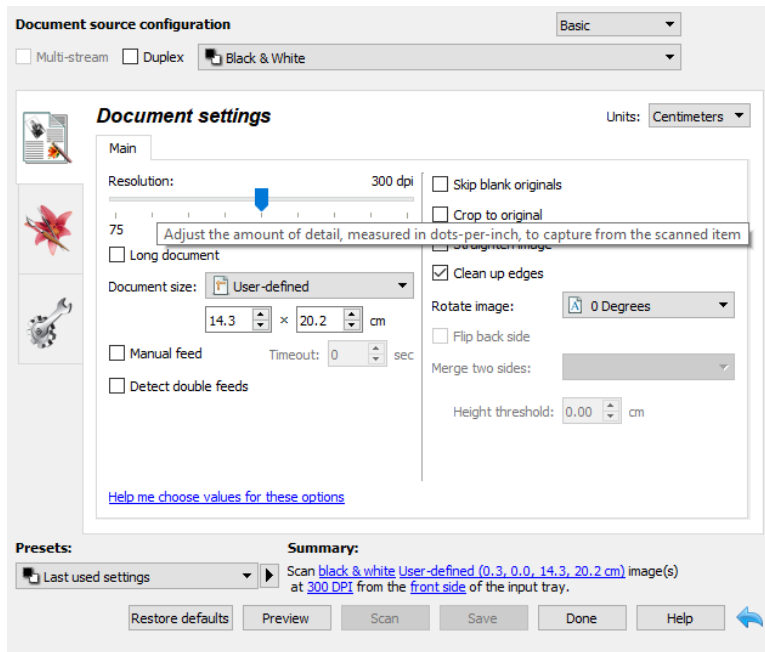 Document source configuration
Basic
Multi-stream
Duplex
Black & White
Document settings
Units:
Centimeters
Main
Resolution:
300 dpi
75
Adjust the amount of detail, measured in dots-per-inch, to capture from the scanned item
Long document
Document size:
User-defined
14.3 × 20.2 cm
Manual feed
Timeout: 0 sec
Detect double feeds
Help me choose values for these options
Skip blank originals
Crop to original
Straighten image
Clean up edges
Rotate image:
A 0 Degrees
Flip back side
Merge two sides:
Height threshold: 0.00 cm
Presets:
Last used settings
Summary:
Scan black & white User-defined (0.3, 0.0, 14.3, 20.2 cm) image(s)
at 300 DPI from the front side of the input tray.
Restore defaults
Preview
Scan
Save
Done
Help